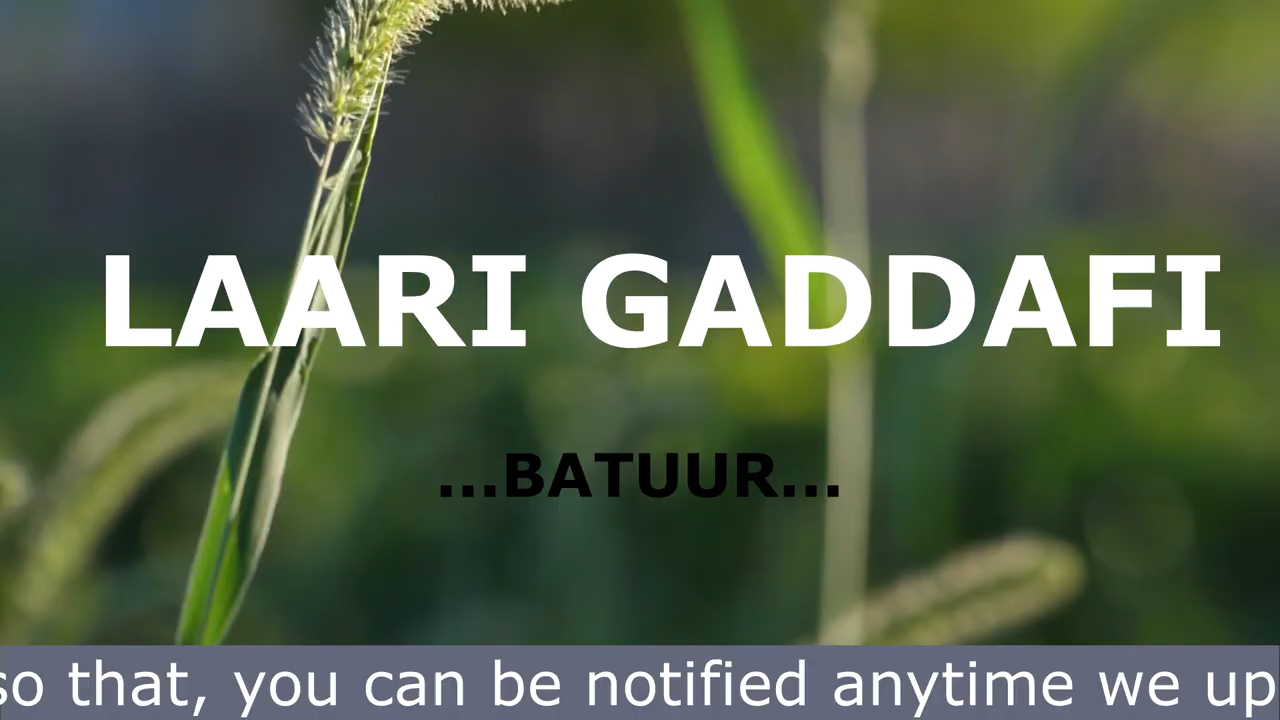 LAARI GADDAFI
...BATUUR...
so that, you can be notified anytime we up